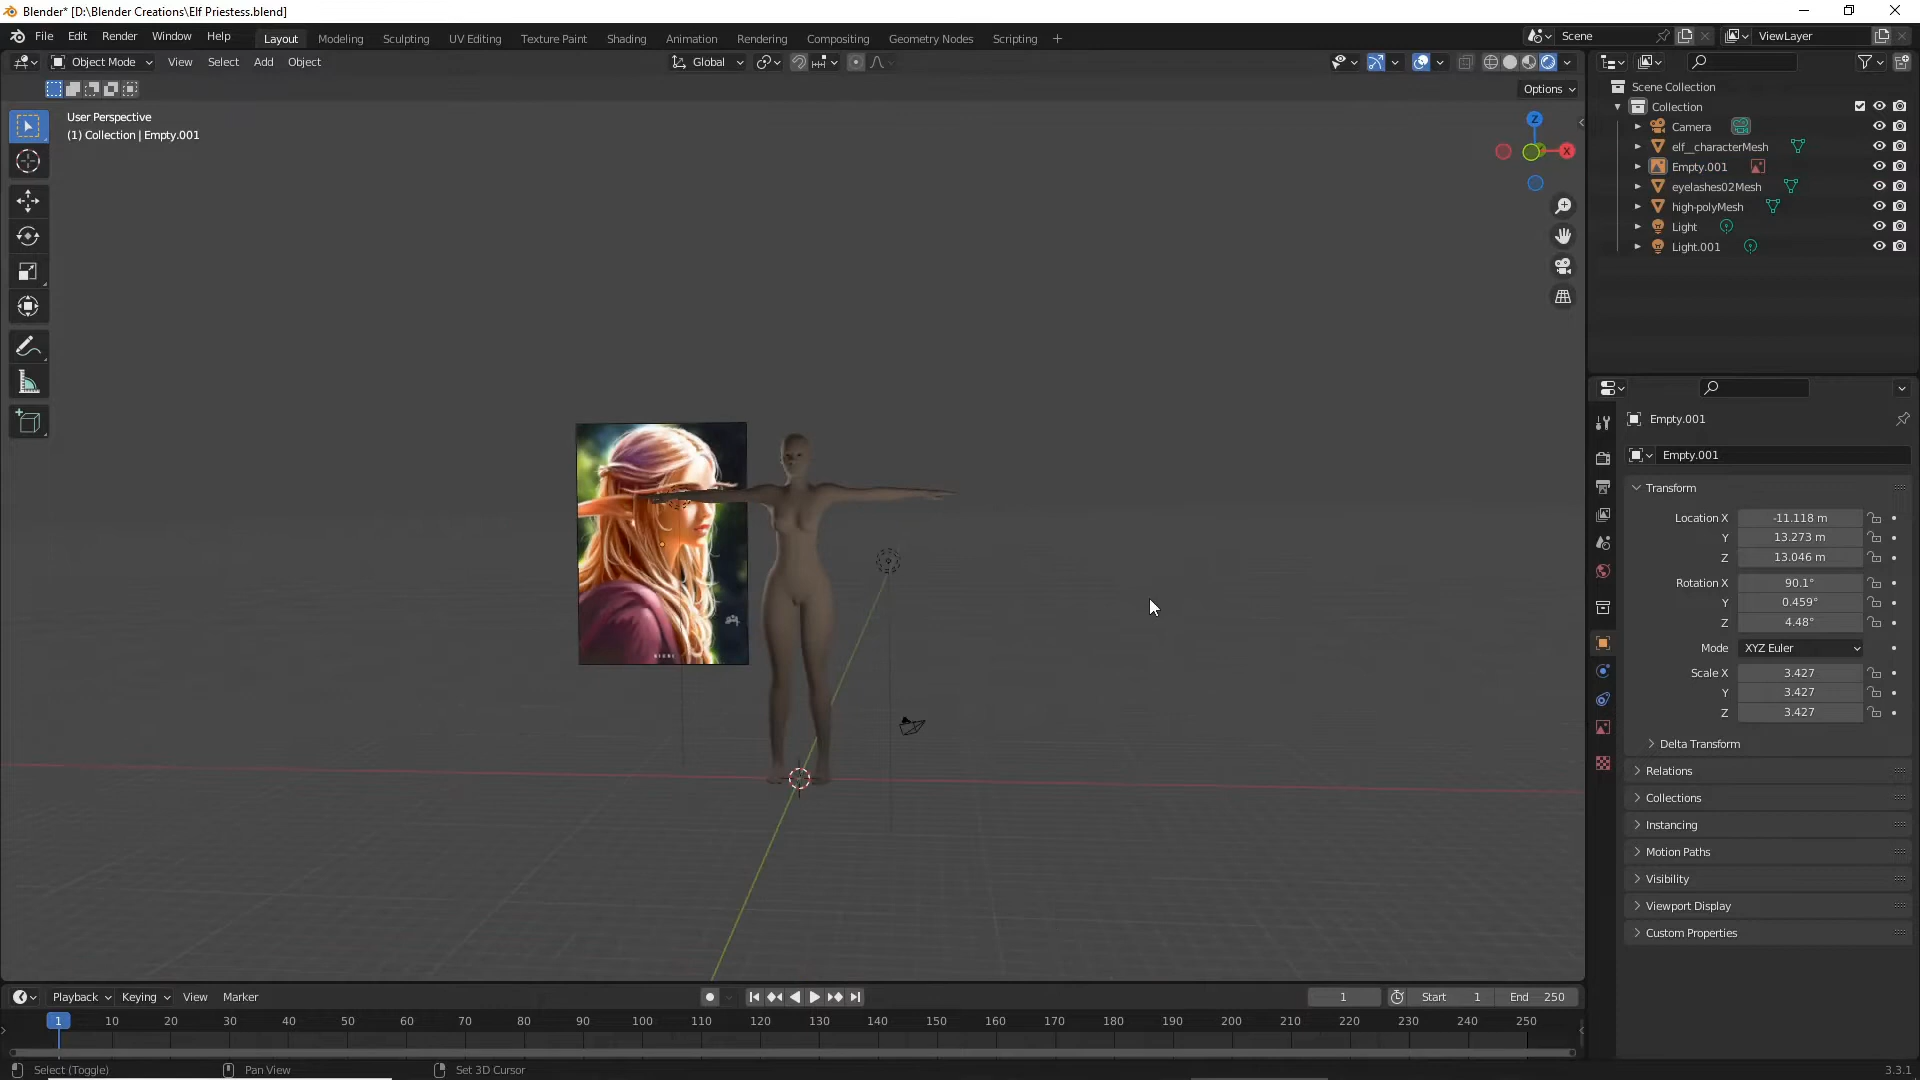 Blender* [D:\Blender Creations\Elf Priestess.blend]
File Edit Render Window Help Layout Modeling Sculpting UV Editing Texture Paint Shading Animation Rendering Compositing Geometry Nodes Scripting + Scene ViewLayer
Object Mode View Select Add Object Global
Options
User Perspective
(1) Collection | Empty.001
Z
X
Scene Collection
Collection
Camera
elf__characterMesh
Empty.001
eyelashes02Mesh
high-polyMesh
Light
Light.001
Empty.001
Empty.001
Transform
Location X -11.118 m
Y 13.273 m
Z 13.046 m
Rotation X 90.1°
Y 0.459°
Z 4.48°
Mode XYZ Euler
Scale X 3.427
Y 3.427
Z 3.427
Delta Transform
Relations
Collections
Instancing
Motion Paths
Visibility
Viewport Display
Custom Properties
Playback Keying View Marker 1 Start 1 End 250
1 10 20 30 40 50 60 70 80 90 100 110 120 130 140 150 160 170 180 190 200 210 220 230 240 250
Select (Toggle) Pan View Set 3D Cursor 3.3.1